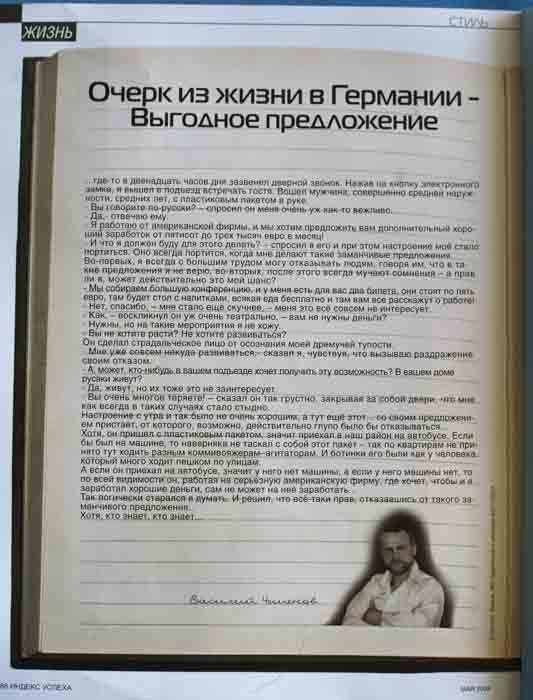 СТИЛЬ
ЖИЗНЬ
Очерк из жизни в Германии -
Выгодное предложение
...где-то в двенадцать часов дня зазвенел дверной звонок. Нажав на кнопку электронного
замка, я вышел в подъезд встречать гостя. Вошел мужчина, совершенно средней наруж-
ности, средних лет, с пластиковым пакетом в руке.
- Вы говорите по-русски? – спросил он меня очень уж как-то вежливо.
- Да, - отвечаю ему.
- Я работаю от американской фирмы, и мы хотим предложить вам дополнительный хоро-
ший заработок от пятисот до трех тысяч евро в месяц!
- И что я должен буду для этого делать? – спросил я его и при этом настроение моё стало
портиться. Оно всегда портится, когда мне делают такие заманчивые предложения.
Во-первых, я всегда с большим трудом могу отказывать людям, говоря им, что в та-
кие предложения я не верю, во-вторых, после этого всегда мучают сомнения – а прав
ли я, может действительно это мой шанс?
- Мы собираем большую конференцию, и у меня есть для вас два билета, они стоят по пять
евро, там будет стол с напитками, всякая еда бесплатно и там вам все расскажут о работе!
- Нет, спасибо, – мне стало ещё скучнее, – меня это всё совсем не интересует.
- Как, – воскликнул он уж очень театрально, – вам не нужны деньги?
- Нужны, но на такие мероприятия я не хожу.
- Вы не хотите расти? Не хотите развиваться?
Он сделал страдальческое лицо от осознания моей дремучей тупости.
- Мне уже совсем некуда развиваться,- сказал я, чувствуя, что вызываю раздражение
своим отказом.
- А, может, кто-нибудь в вашем подъезде хочет получить эту возможность? В вашем доме
русаки живут?
- Да, живут, но их тоже это не заинтересует.
- Вы очень многое теряете! – сказал он так грустно, закрывая за собой двери, что мне,
как всегда в таких случаях стало стыдно.
Настроение с утра и так было не очень хорошим, а тут ещё этот – со своим предложени-
ем пристаёт, от которого, возможно, действительно глупо было бы отказываться...
Хотя, он пришел с пластиковым пакетом, значит приехал в наш район на автобусе. Если
бы был на машине, то наверняка не таскал с собой этот пакет – так по квартирам не при-
нято тут ходить разным коммивояжерам-агитаторам. И ботинки его были как у человека,
который много ходит пешком по улицам.
А если он приехал на автобусе, значит у него нет машины, а если у него машины нет, то
по всей видимости он, работая на серьёзную американскую фирму, где хочет, чтобы и я
заработал хорошие деньги, сам не может на неё заработать...
Так логически старался я думать. И решил, что всё-таки прав, отказавшись от такого за-
манчивого предложения...
Хотя, кто знает, кто знает...
Василий
ИНДЕКС УСПЕХА
МАЙ